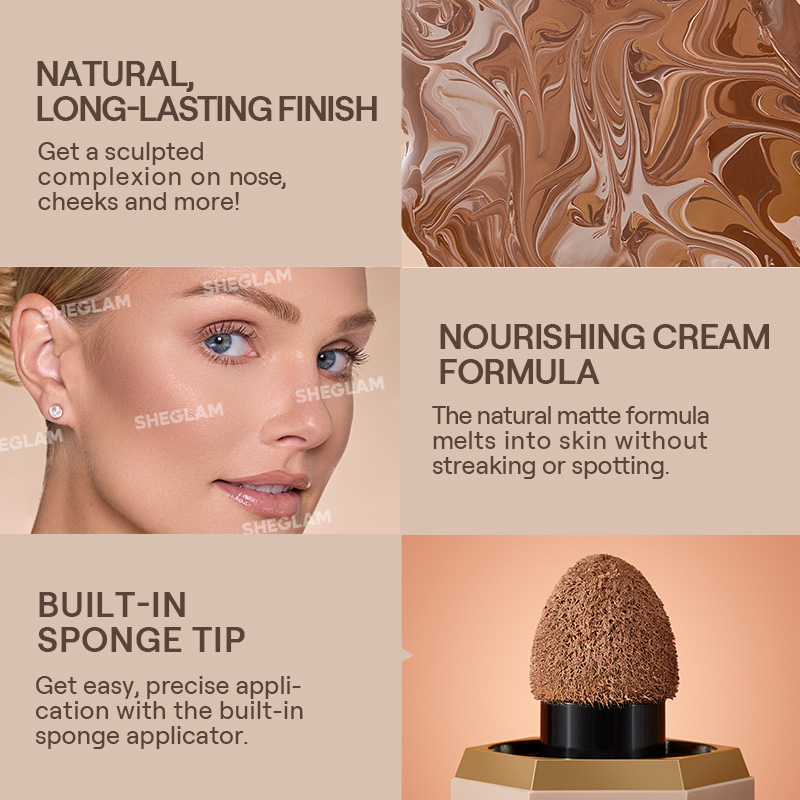 NATURAL,
LONG-LASTING FINISH
Get a sculpted
complexion on nose,
cheeks and more!
SHEGLAM
SHEGLAM
SHEGLAM
SHEGLAM
SHEGLAM
SHEGLAM
NOURISHING CREAM
FORMULA
The natural matte formula
melts into skin without
streaking or spotting.
BUILT-IN
SPONGE TIP
Get easy, precise appli-
cation with the built-in
sponge applicator.